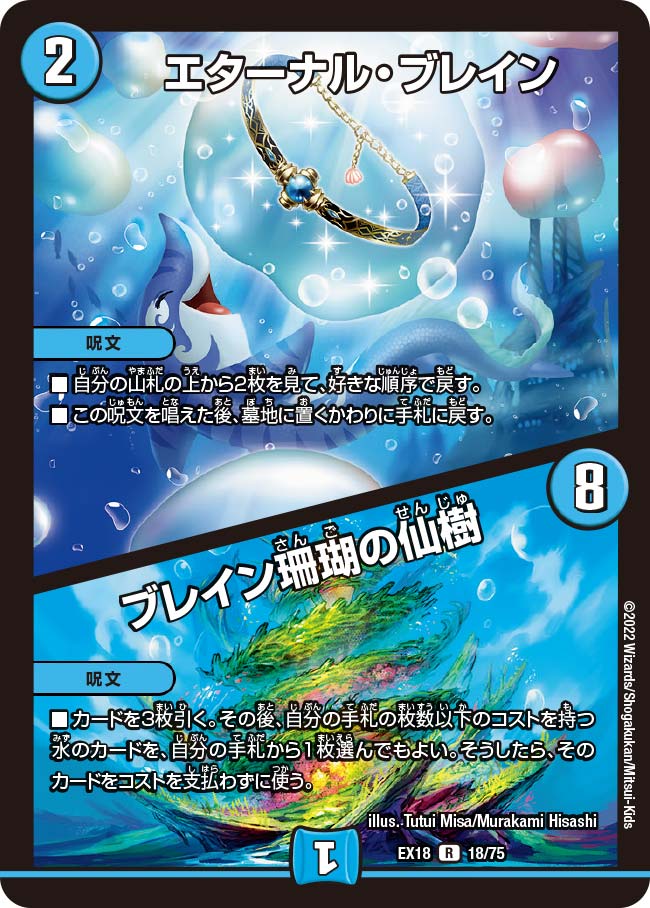 2
エターナル・ブレイン
呪文
■自分の山札の上から2枚を見て、好きな順序で戻す。
■この呪文を唱えた後、墓地に置くかわりに手札に戻す。
8
ブレイン珊瑚の仙樹
呪文
■カードを3枚引く。その後、自分の手札の枚数以下のコストを持つ
水のカードを、自分の手札から1枚選んでもよい。そうしたら、その
カードをコストを支払わずに使う。
illus. Tutui Misa/Murakami Hisashi
1
EX18 R 18/75
©2022 Wizards/Shogakukan/Mitsui-Kids